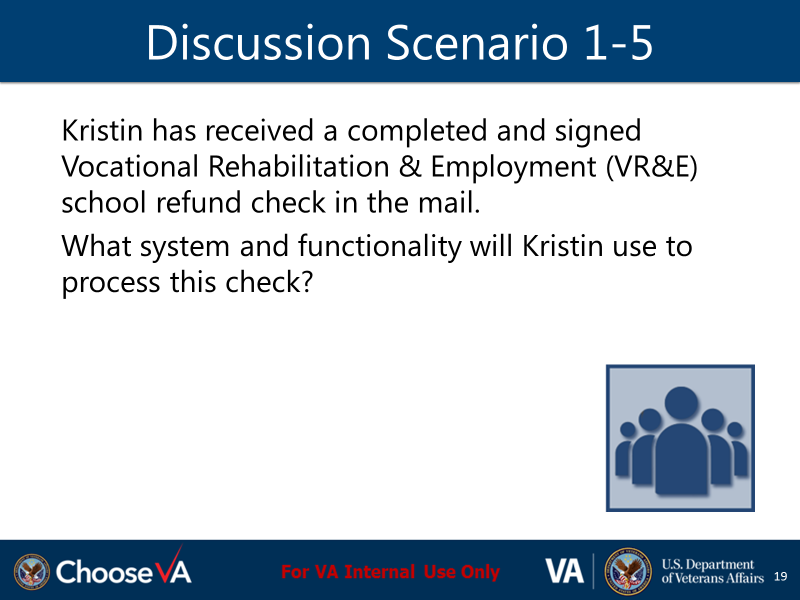 Discussion Scenario 1-5
Kristin has received a completed and signed
Vocational Rehabilitation & Employment (VR&E)
school refund check in the mail.
What system and functionality will Kristin use to
process this check?
Choose VA
For VA Internal Use Only
VA
U.S. Department
of Veterans Affairs
19